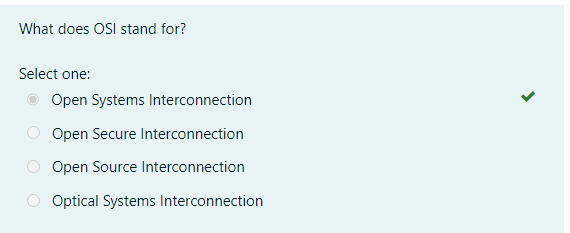 What does OSI stand for?
Select one:
Open Systems Interconnection
Open Secure Interconnection
Open Source Interconnection
Optical Systems Interconnection